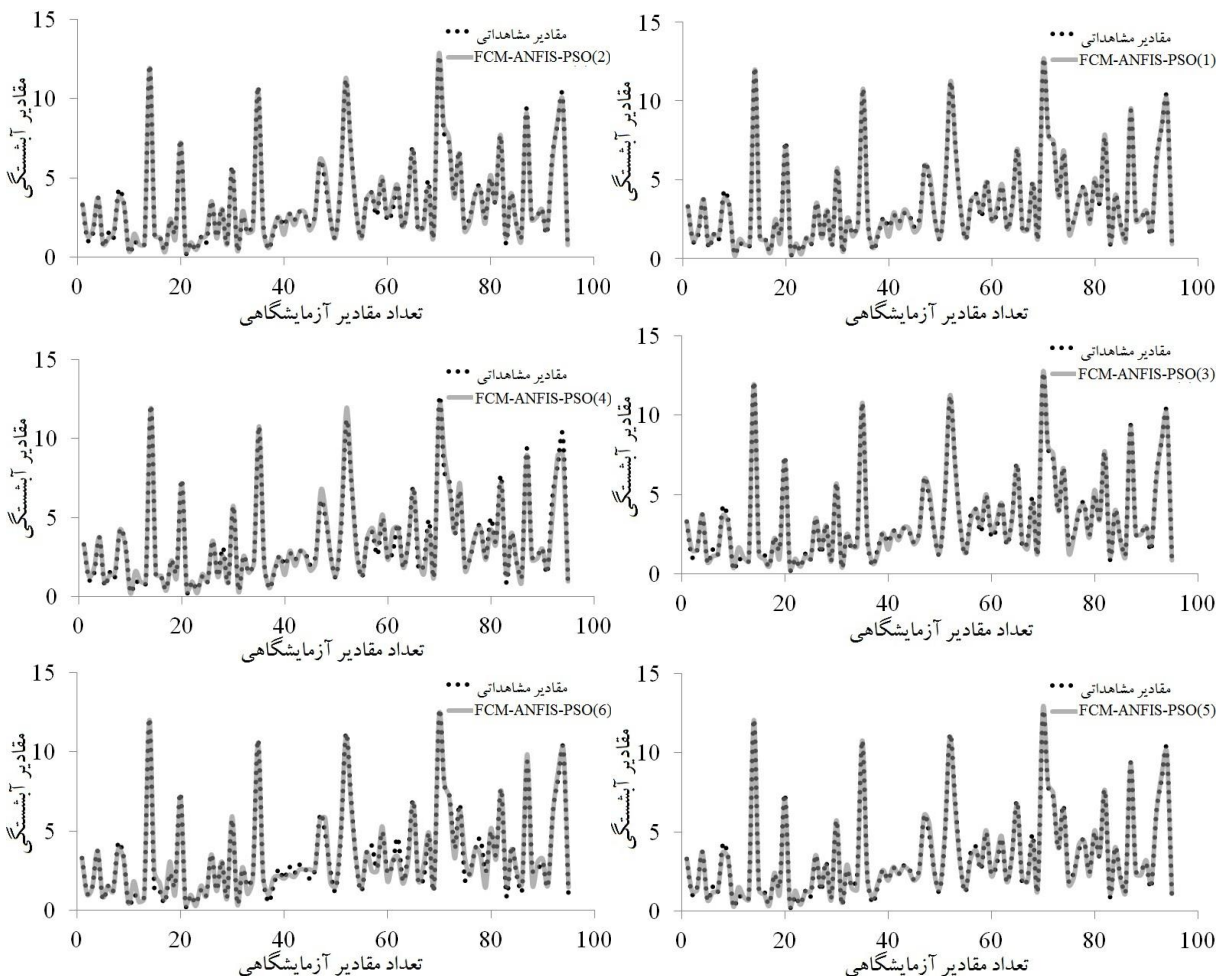 15
10
5
0
0 20 40 60 80 100
مقادیر آبشستگی
تعداد مقادیر آزمایشگاهی
مقادیر مشاهداتی
FCM-ANFIS-PSO(2)
15
10
5
0
0 20 40 60 80 100
مقادیر آبشستگی
تعداد مقادیر آزمایشگاهی
مقادیر مشاهداتی
FCM-ANFIS-PSO(1)
15
10
5
0
0 20 40 60 80 100
مقادیر آبشستگی
تعداد مقادیر آزمایشگاهی
مقادیر مشاهداتی
FCM-ANFIS-PSO(4)
15
10
5
0
0 20 40 60 80 100
مقادیر آبشستگی
تعداد مقادیر آزمایشگاهی
مقادیر مشاهداتی
FCM-ANFIS-PSO(3)
15
10
5
0
0 20 40 60 80 100
مقادیر آبشستگی
تعداد مقادیر آزمایشگاهی
مقادیر مشاهداتی
FCM-ANFIS-PSO(6)
15
10
5
0
0 20 40 60 80 100
مقادیر آبشستگی
تعداد مقادیر آزمایشگاهی
مقادیر مشاهداتی
FCM-ANFIS-PSO(5)